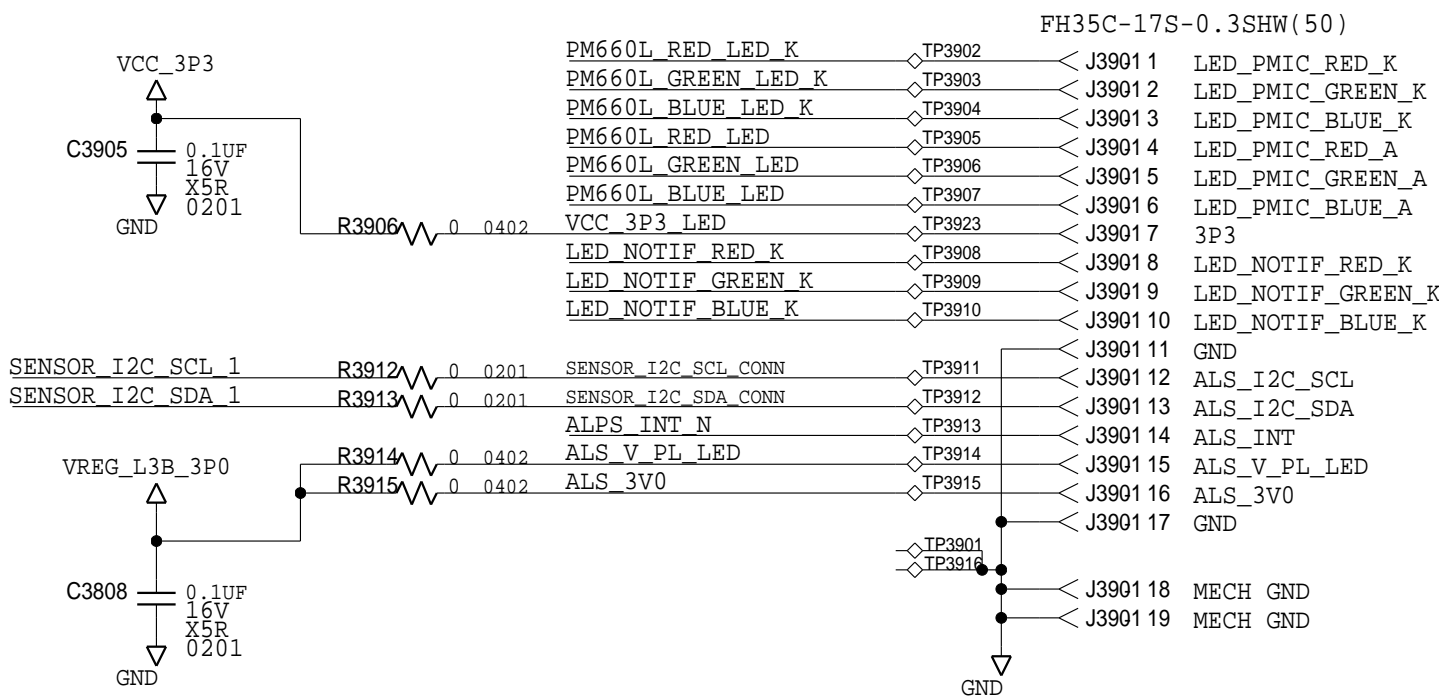 FH35C-17S-0.3SHW(50)
VCC_3P3
C3905
0.1UF
16V
X5R
0201
GND
PM660L_RED_LED_K TP3902 J3901 1 LED_PMIC_RED_K
PM660L_GREEN_LED_K TP3903 J3901 2 LED_PMIC_GREEN_K
PM660L_BLUE_LED_K TP3904 J3901 3 LED_PMIC_BLUE_K
PM660L_RED_LED TP3905 J3901 4 LED_PMIC_RED_A
PM660L_GREEN_LED TP3906 J3901 5 LED_PMIC_GREEN_A
PM660L_BLUE_LED TP3907 J3901 6 LED_PMIC_BLUE_A
R3906 0 0402 VCC_3P3_LED TP3923 J3901 7 3P3
LED_NOTIF_RED_K TP3908 J3901 8 LED_NOTIF_RED_K
LED_NOTIF_GREEN_K TP3909 J3901 9 LED_NOTIF_GREEN_K
LED_NOTIF_BLUE_K TP3910 J3901 10 LED_NOTIF_BLUE_K
J3901 11 GND
SENSOR_I2C_SCL_1 R3912 0 0201 SENSOR_I2C_SCL_CONN TP3911 J3901 12 ALS_I2C_SCL
SENSOR_I2C_SDA_1 R3913 0 0201 SENSOR_I2C_SDA_CONN TP3912 J3901 13 ALS_I2C_SDA
ALPS_INT_N TP3913 J3901 14 ALS_INT
R3914 0 0402 ALS_V_PL_LED TP3914 J3901 15 ALS_V_PL_LED
R3915 0 0402 ALS_3V0 TP3915 J3901 16 ALS_3V0
J3901 17 GND
VREG_L3B_3P0
C3808
0.1UF
16V
X5R
0201
GND
TP3901
TP3916
J3901 18 MECH GND
J3901 19 MECH GND
GND